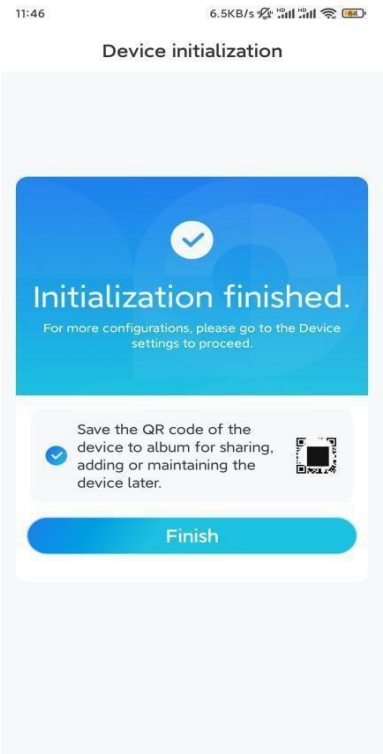 11:46
6.5KB/s HD HD 64
Device initialization
Initialization finished.
For more configurations, please go to the Device
settings to proceed.
Save the QR code of the
device to album for sharing,
adding or maintaining the
device later.
Finish